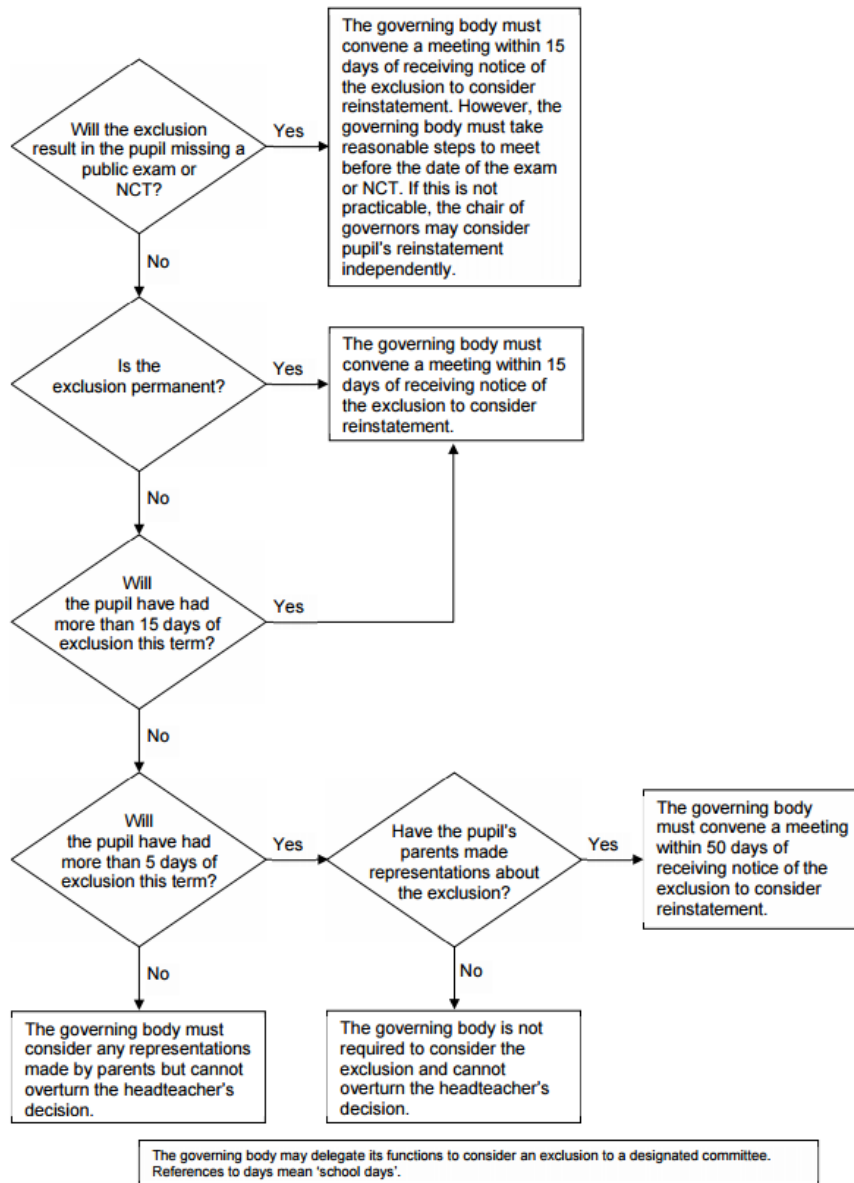 Will the exclusion
result in the pupil missing a
public exam or
NCT?
Yes
The governing body must
convene a meeting within 15
days of receiving notice of
the exclusion to consider
reinstatement. However, the
governing body must take
reasonable steps to meet
before the date of the exam
or NCT. If this is not
practicable, the chair of
governors may consider
pupil's reinstatement
independently.
No
Is the
exclusion permanent?
Yes
The governing body must
convene a meeting within 15
days of receiving notice of
the exclusion to consider
reinstatement.
No
Will
the pupil have had
more than 15 days of
exclusion this term?
Yes
No
Will
the pupil have had
more than 5 days of
exclusion this term?
Yes
Have the pupil's
parents made
representations about
the exclusion?
Yes
The governing body
must convene a meeting
within 50 days of
receiving notice of the
exclusion to consider
reinstatement.
No
No
The governing body must
consider any representations
made by parents but cannot
overturn the headteacher's
decision.
The governing body is not
required to consider the
exclusion and cannot
overturn the headteacher's
decision.
The governing body may delegate its functions to consider an exclusion to a designated committee.
References to days mean 'school days'.